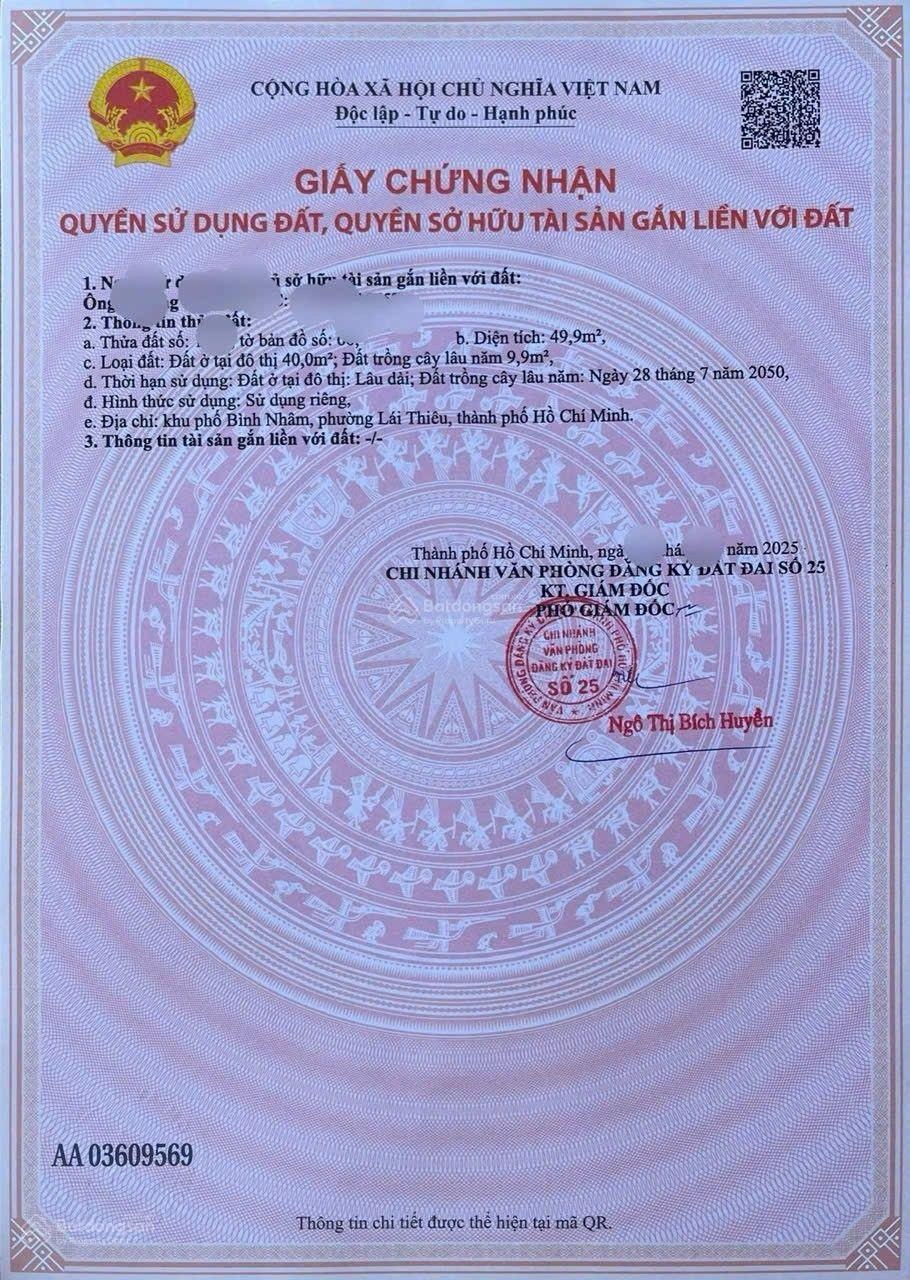 CỘNG HÒA XÃ HỘI CHỦ NGHĨA VIỆT NAM
Độc lập - Tự do - Hạnh phúc
GIẤY CHỨNG NHẬN
QUYỀN SỬ DỤNG ĐẤT, QUYỀN SỞ HỮU TÀI SẢN GẮN LIỀN VỚI ĐẤT
1. sở hữu tài sản gắn liền với đất:
Ông
2. Thông tin thửa đất:
a. Thửa đất số: tờ bản đồ số: b. Diện tích: 49,9m²,
c. Loại đất: Đất ở tại đô thị 40,0m²; Đất trồng cây lâu năm 9,9m²,
d. Thời hạn sử dụng: Đất ở tại đô thị: Lâu dài; Đất trồng cây lâu năm: Ngày 28 tháng 7 năm 2050,
đ. Hình thức sử dụng: Sử dụng riêng,
e. Địa chỉ: khu phố Bình Nhâm, phường Lái Thiêu, thành phố Hồ Chí Minh.
3. Thông tin tài sản gắn liền với đất: -/-
Thành phố Hồ Chí Minh, năm 2025
CHI NHÁNH VĂN PHÒNG ĐĂNG KÝ ĐẤT ĐAI SỐ 25
KT. GIÁM ĐỐC
PHÓ GIÁM ĐỐC
Batdongsan
by PropertyGuru
CHI NHÁNH
VĂN PHÒNG
ĐĂNG KÝ ĐẤT ĐAI
SỐ 25
Ngô Thị Bích Huyền
AA 03609569
Batdongsan
Thông tin chi tiết được thể hiện tại mã QR.